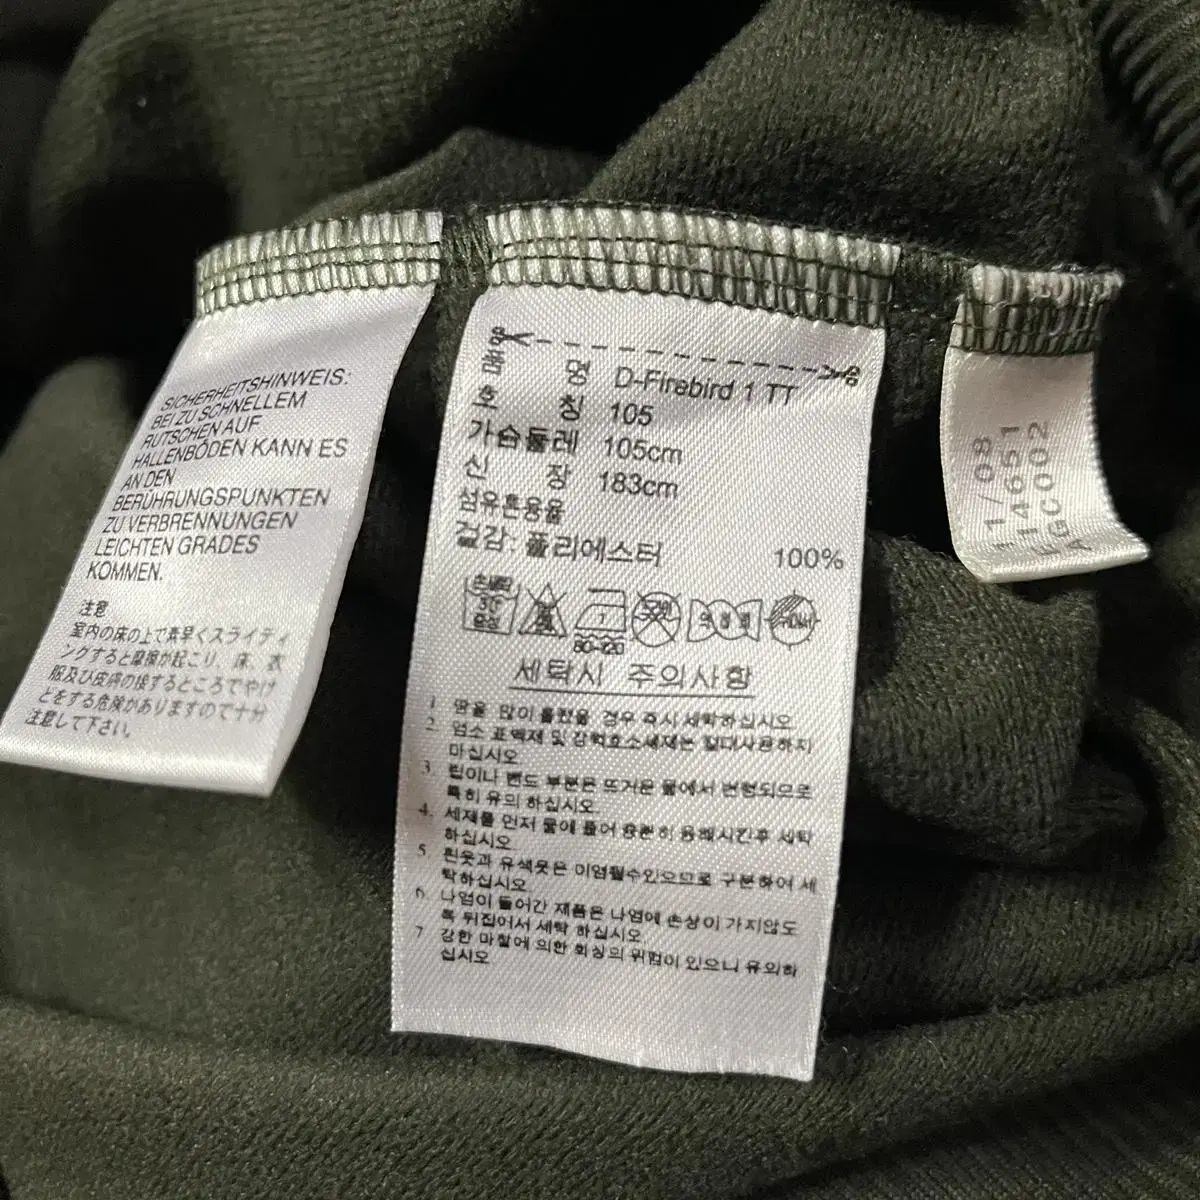 SICHERHEITSHINWEIS:
BEI ZU SCHNELLEM
RUTSCHEN AUF
HALLENBÖDEN KANN ES
AN DEN
BERÜHRUNGSPUNKTEN
ZU VERBRENNUNGEN
LEICHTEN GRADES
KOMMEN.
注意
室内の床の上で素早くスライディ
ングすると摩擦が起こり、床、衣
服及び皮膚の接するところでやけ
どをする危険がありますので十分
注意して下さい。
품 명 D-Firebird 1 TT
호 칭 105
가슴둘레 105cm
신 장 183cm
섬유혼용율
겉감: 폴리에스터 100%
손세탁
30
중성
80-120
세탁시 주의사항
1 땀을 많이 흘렸을 경우 즉시 세탁하십시오
2. 염소 표백제 및 강력효소세제는 절대사용하지
마십시오
3. 립이나 밴드 부분은 뜨거운 물에서 변형되므로
특히 유의 하십시오
4. 세제를 먼저 물에 풀어 충분히 용해시킨후 세탁
하십시오
5. 흰옷과 유색옷은 이염될수있으므로 구분하여 세
탁하십시오
6. 나염이 들어간 제품은 나염에 손상이 가지않도
록 뒤집어서 세탁 하십시오
7 강한 마찰에 의한 화상의 위험이 있으니 유의하
십시오
11/08
114651
AGC002